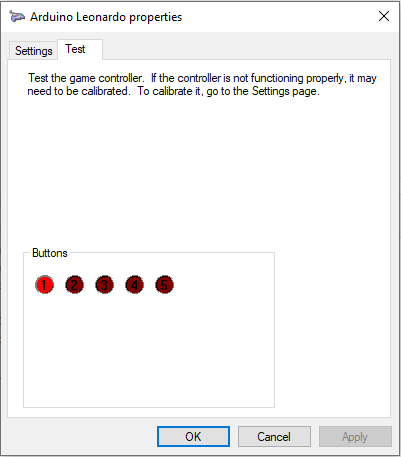 Arduino Leonardo properties
Settings Test
Test the game controller. If the controller is not functioning properly, it may
need to be calibrated. To calibrate it, go to the Settings page.
Buttons
1 2 3 4 5
OK Cancel Apply